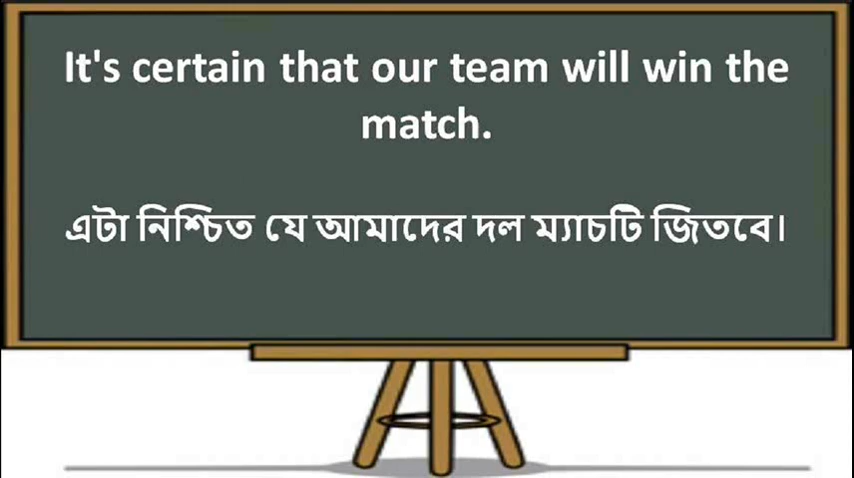 It's certain that our team will win the
match.
এটা নিশ্চিত যে আমাদের দল ম্যাচটি জিতবে।